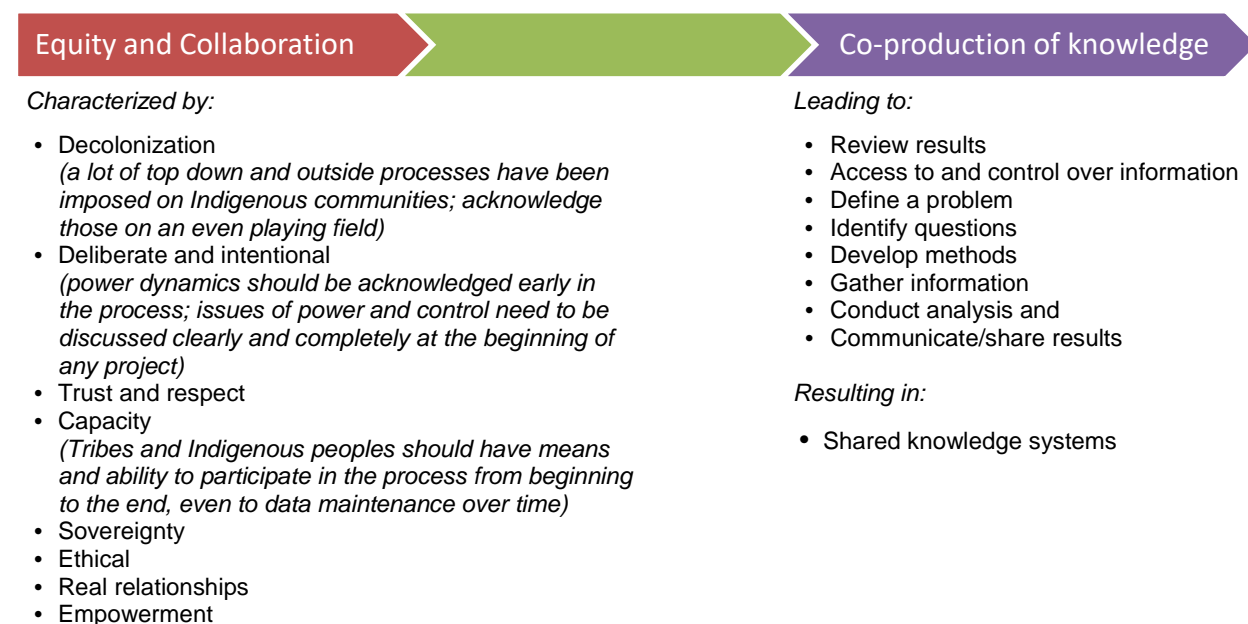 Equity and Collaboration
Co-production of knowledge
Characterized by:
• Decolonization
(a lot of top down and outside processes have been
imposed on Indigenous communities; acknowledge
those on an even playing field)
• Deliberate and intentional
(power dynamics should be acknowledged early in
the process; issues of power and control need to be
discussed clearly and completely at the beginning of
any project)
• Trust and respect
• Capacity
(Tribes and Indigenous peoples should have means
and ability to participate in the process from beginning
to the end, even to data maintenance over time)
• Sovereignty
• Ethical
• Real relationships
• Empowerment
Leading to:
• Review results
• Access to and control over information
• Define a problem
• Identify questions
• Develop methods
• Gather information
• Conduct analysis and
• Communicate/share results
Resulting in:
• Shared knowledge systems